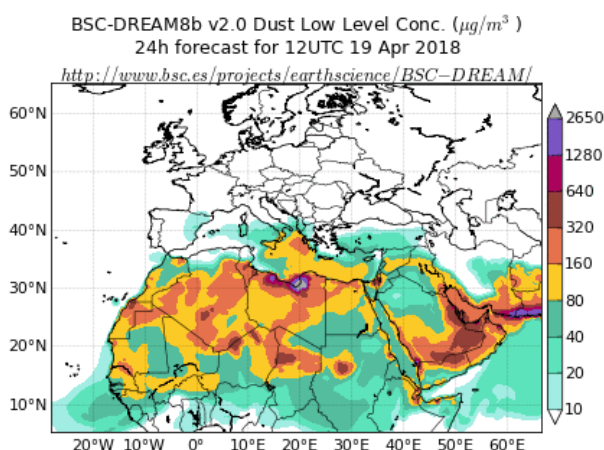 BSC-DREAM8b v2.0 Dust Low Level Conc. (μg/m³ )
24h forecast for 12UTC 19 Apr 2018
http://www.bsc.es/projects/earthscience/BSC−DREAM/
60°N
50°N
40°N
30°N
20°N
10°N
20°W 10°W 0° 10°E 20°E 30°E 40°E 50°E 60°E
2650
1280
640
320
160
80
40
20
10